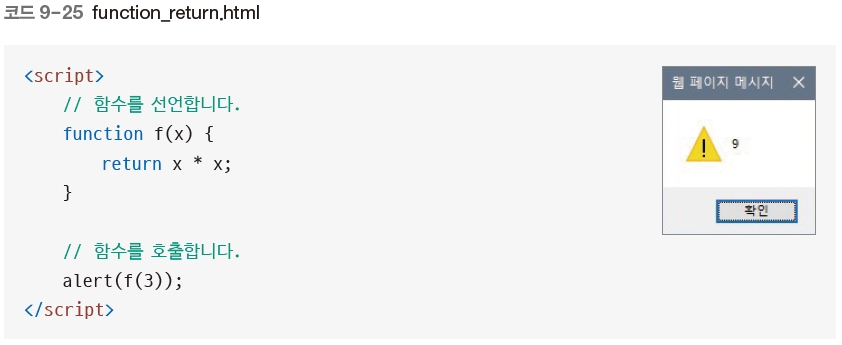 코드 9-25 function_return.html
<script>
// 함수를 선언합니다.
function f(x) {
return x * x;
}
// 함수를 호출합니다.
alert(f(3));
</script>
웹 페이지 메시지 ×
9
확인